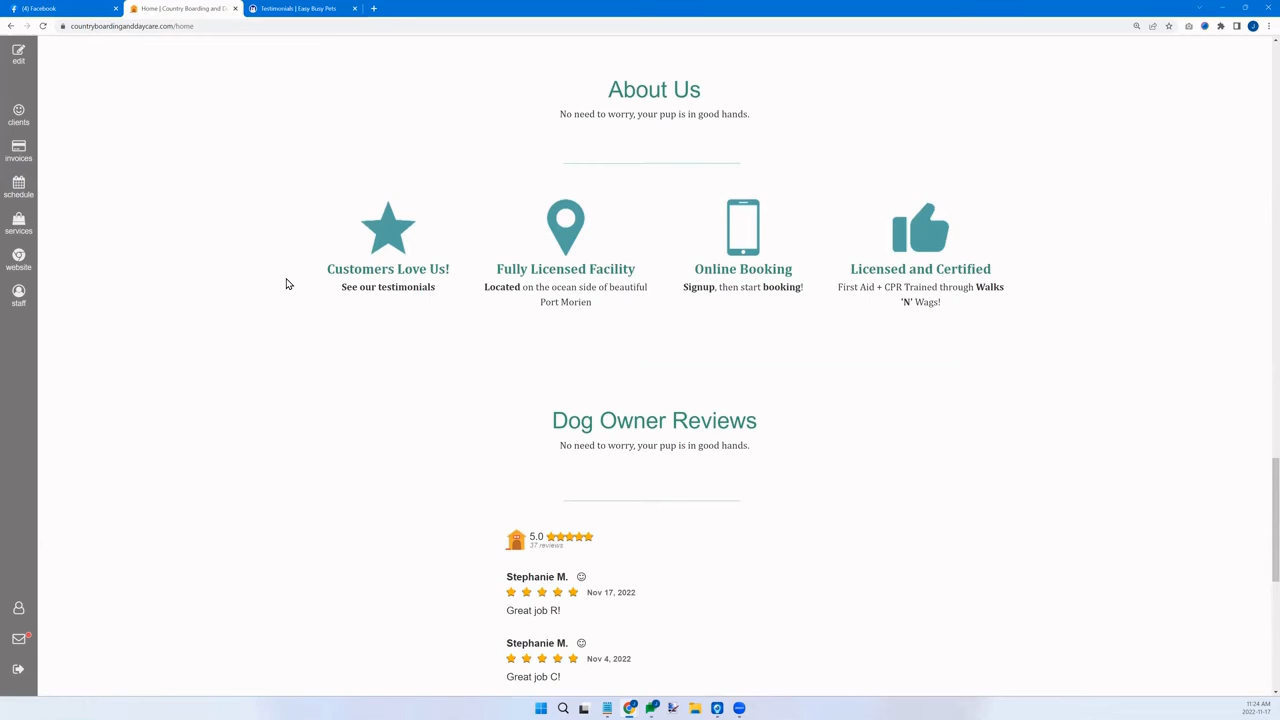 (4) Facebook
Home | Country Boarding and D
Testimonials | Easy Busy Pets
countryboardinganddaycare.com/home
edit
clients
invoices
schedule
services
website
staff
About Us
No need to worry, your pup is in good hands.
Customers Love Us!
See our testimonials
Fully Licensed Facility
Located on the ocean side of beautiful
Port Morien
Online Booking
Signup, then start booking!
Licensed and Certified
First Aid + CPR Trained through Walks
'N' Wags!
Dog Owner Reviews
No need to worry, your pup is in good hands.
5.0
37 reviews
Stephanie M.
Nov 17, 2022
Great job R!
Stephanie M.
Nov 4, 2022
Great job C!
11:24 AM
2022-11-17